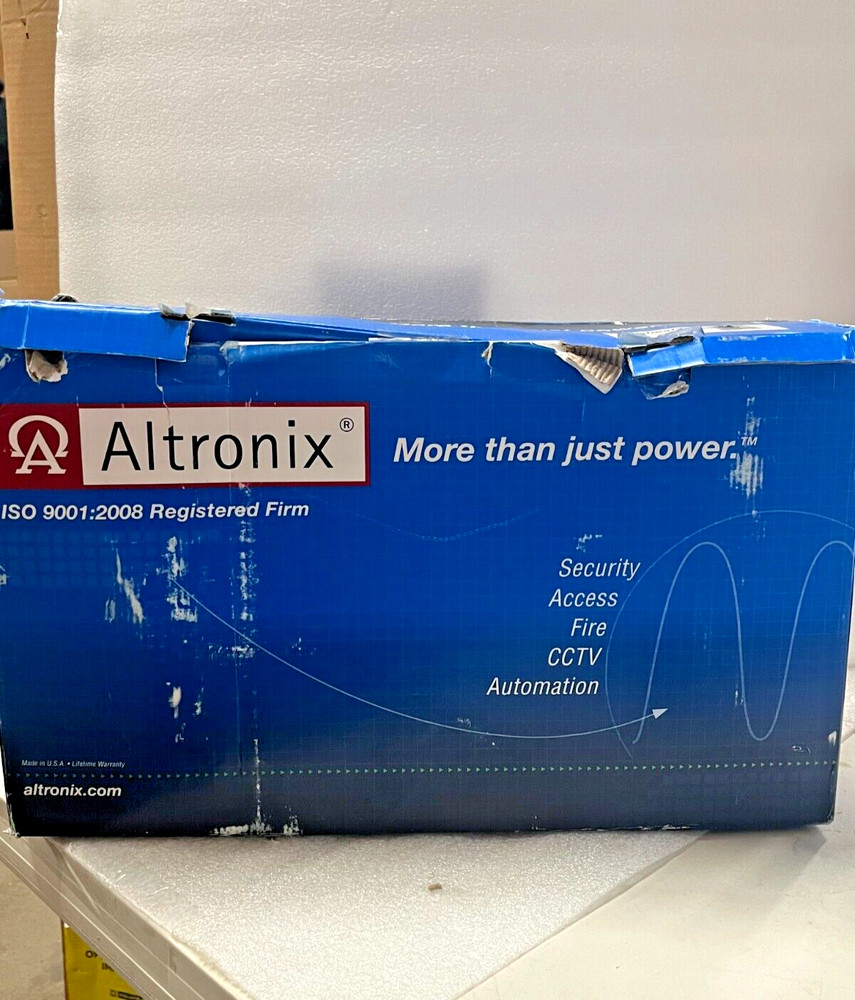 Altronix®
More than just power.™
ISO 9001:2008 Registered Firm
Security
Access
Fire
CCTV
Automation
Made in U.S.A. • Lifetime Warranty
altronix.com